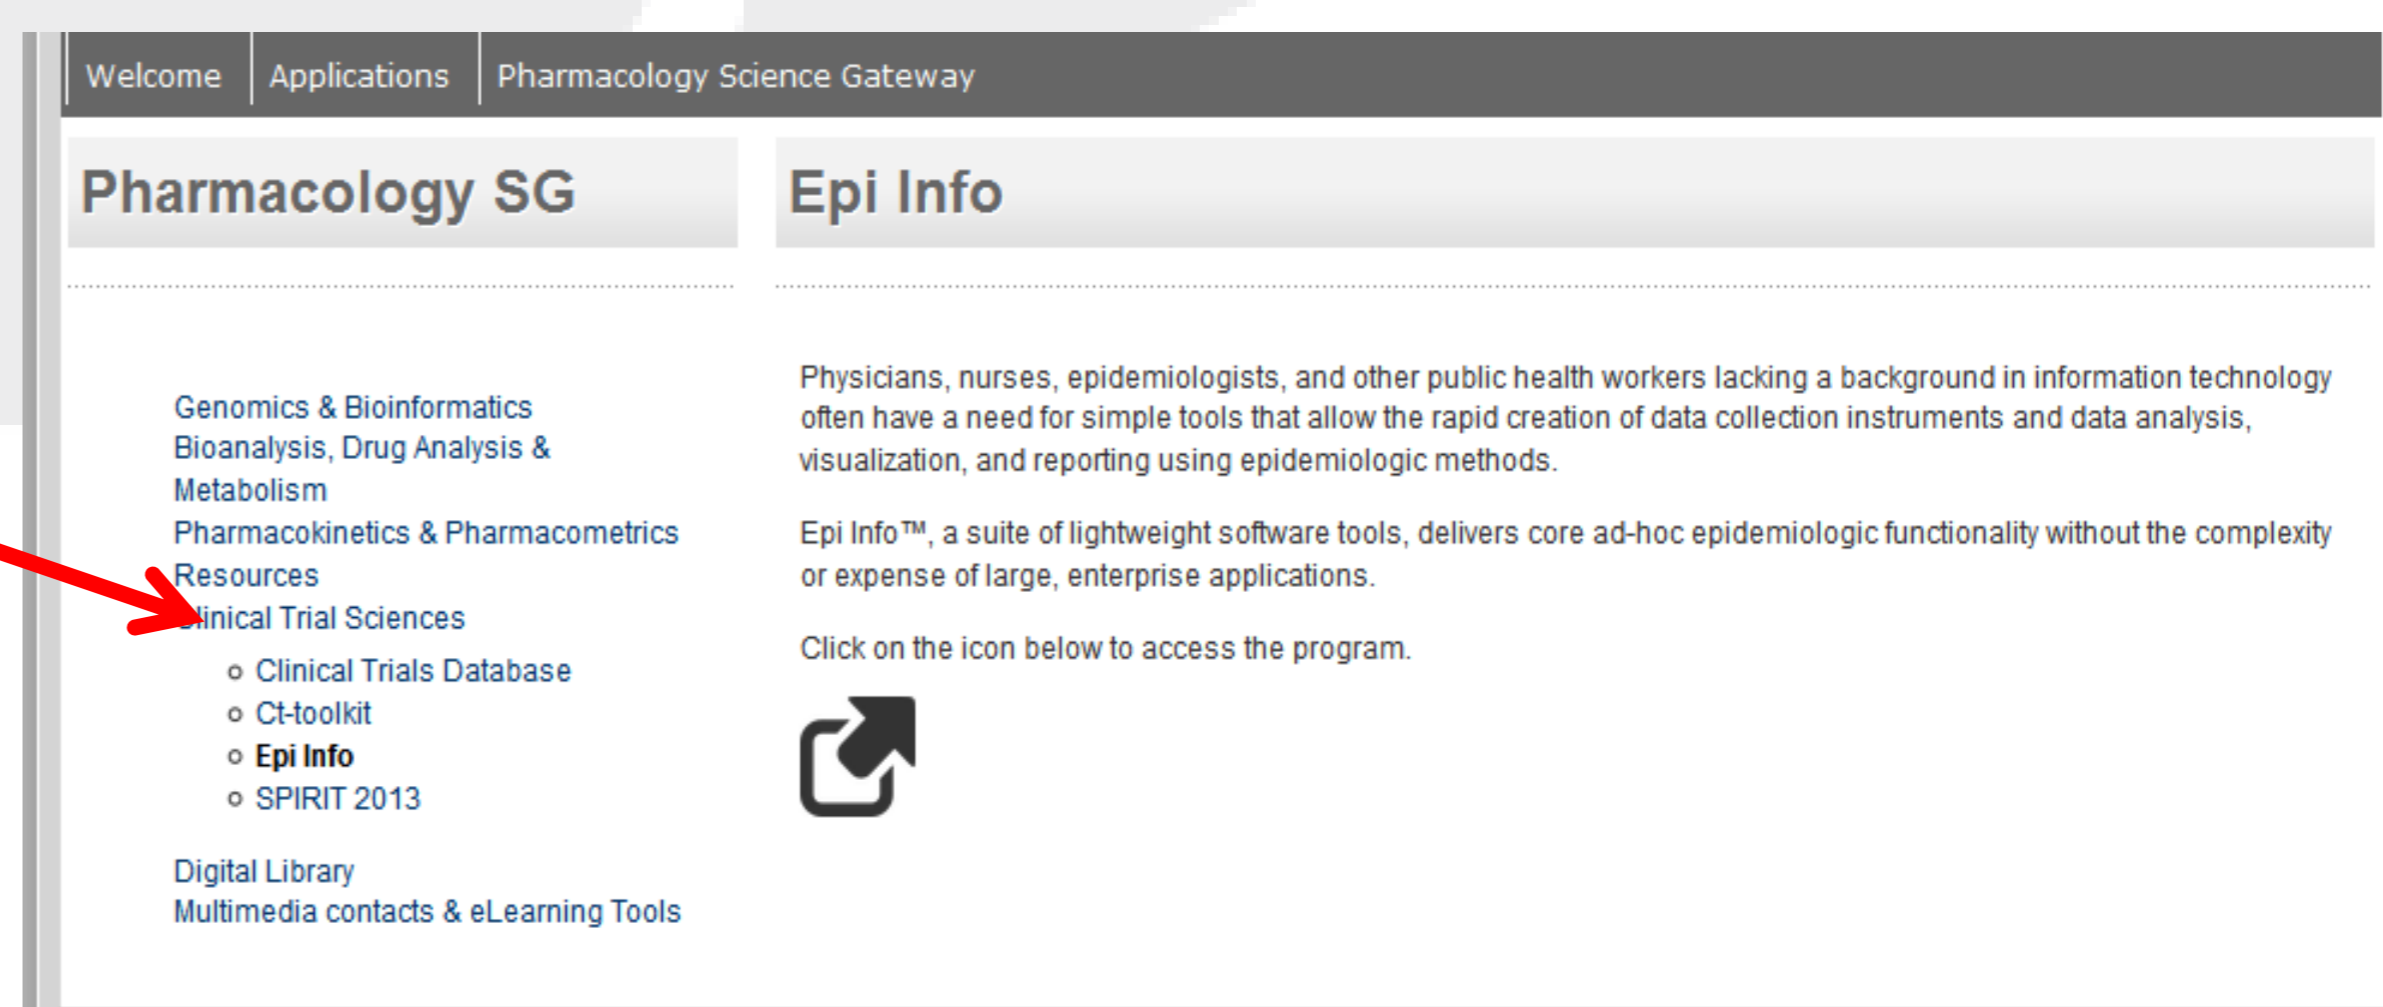 Welcome
Applications
Pharmacology Science Gateway
Pharmacology SG
Genomics & Bioinformatics
Bioanalysis, Drug Analysis &
Metabolism
Pharmacokinetics & Pharmacometrics
Resources
Clinical Trial Sciences
Clinical Trials Database
Ct-toolkit
Epi Info
SPIRIT 2013
Digital Library
Multimedia contacts & eLearning Tools
Epi Info
Physicians, nurses, epidemiologists, and other public health workers lacking a background in information technology
often have a need for simple tools that allow the rapid creation of data collection instruments and data analysis,
visualization, and reporting using epidemiologic methods.
Epi Info™, a suite of lightweight software tools, delivers core ad-hoc epidemiologic functionality without the complexity
or expense of large, enterprise applications.
Click on the icon below to access the program.